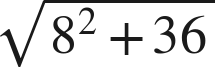 √(8² + 36)